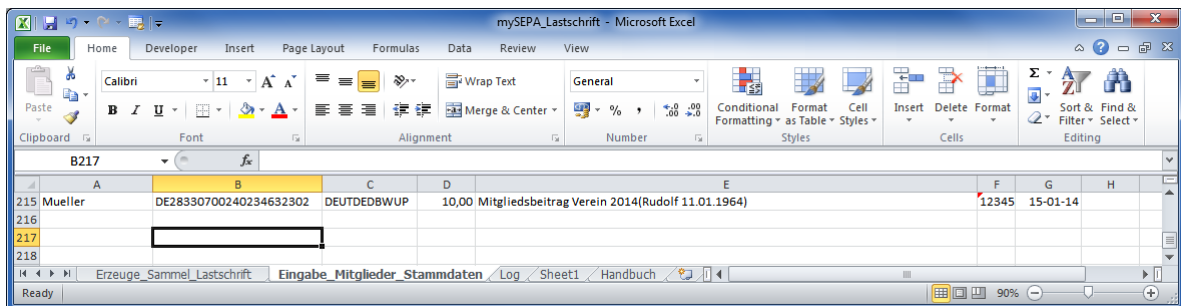 mySEPA_Lastschrift - Microsoft Excel
File Home Developer Insert Page Layout Formulas Data Review View
Paste
Clipboard
Calibri 11 A A
B I U A
Font
Wrap Text
Merge & Center
Alignment
General
% , .00 .0
Number
Conditional Formatting
Format as Table
Cell Styles
Styles
Insert Delete Format
Cells
Sort & Filter
Find & Select
Editing
B217 fx
A B C D E F G H
215 Mueller DE28330700240234632302 DEUTDEDBWUP 10,00 Mitgliedsbeitrag Verein 2014(Rudolf 11.01.1964) 12345 15-01-14
216
217
218
Erzeuge_Sammel_Lastschrift Eingabe_Mitglieder_Stammdaten Log Sheet1 Handbuch
Ready 90%